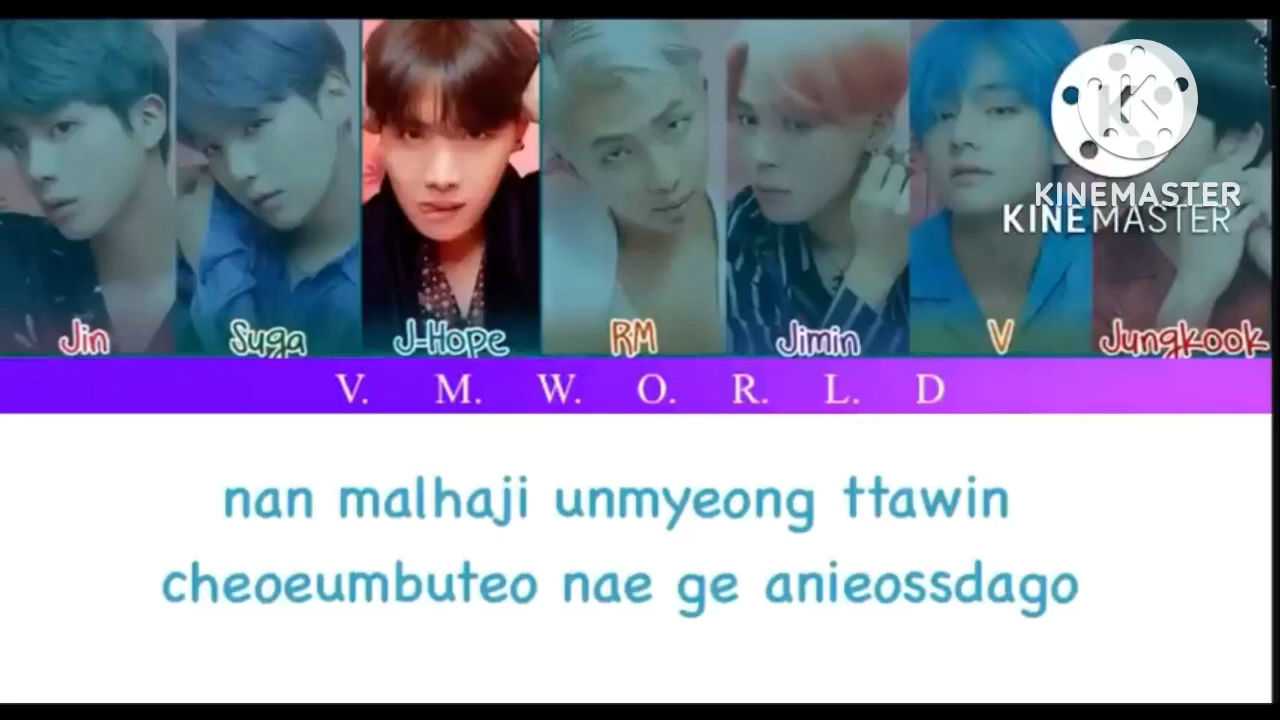 KINEMASTER
KINEMASTER
Jin Suga J-Hope RM Jimin V Jungkook
V. M. W. O. R. L. D
nan malhaji unmyeong ttawin
cheoeumbuteo nae ge anieossdago